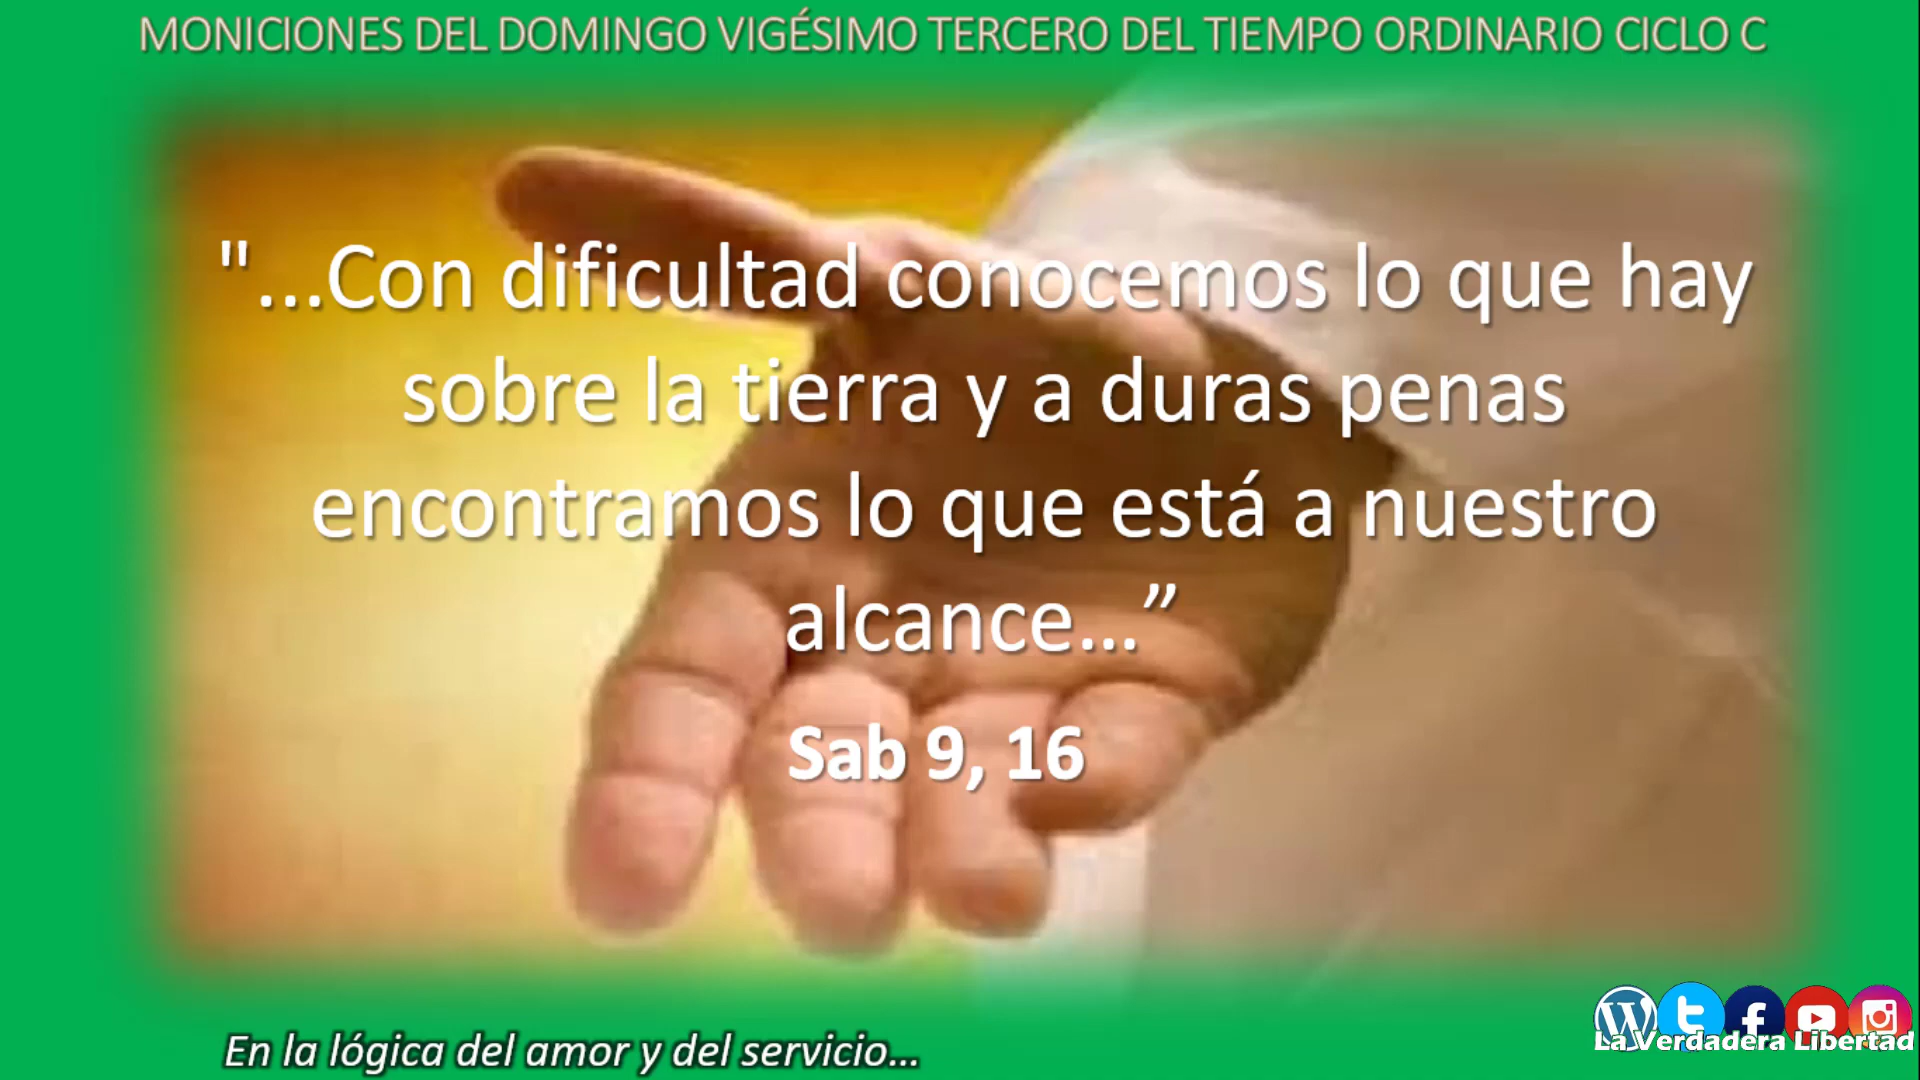 MONICIONES DEL DOMINGO VIGÉSIMO TERCERO DEL TIEMPO ORDINARIO CICLO C
"...Con dificultad conocemos lo que hay
sobre la tierra y a duras penas
encontramos lo que está a nuestro
alcance...”
Sab 9, 16
En la lógica del amor y del servicio...
La Verdadera Libertad